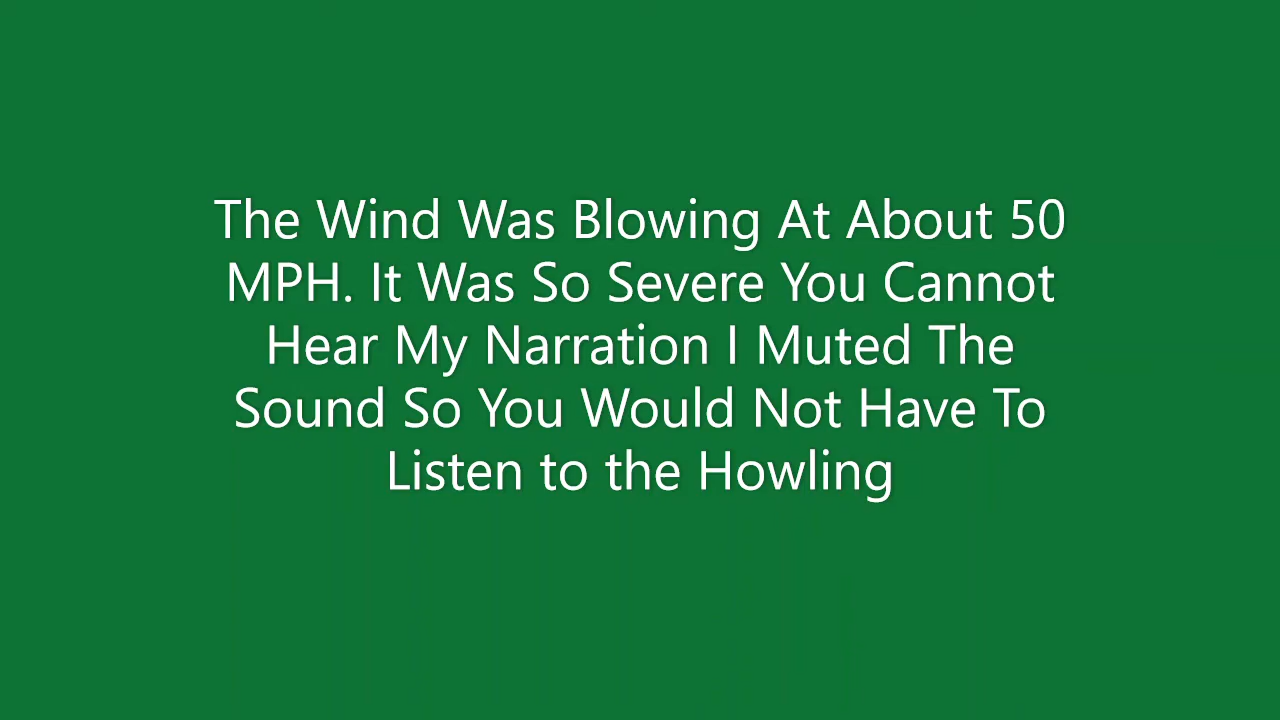 The Wind Was Blowing At About 50
MPH. It Was So Severe You Cannot
Hear My Narration I Muted The
Sound So You Would Not Have To
Listen to the Howling